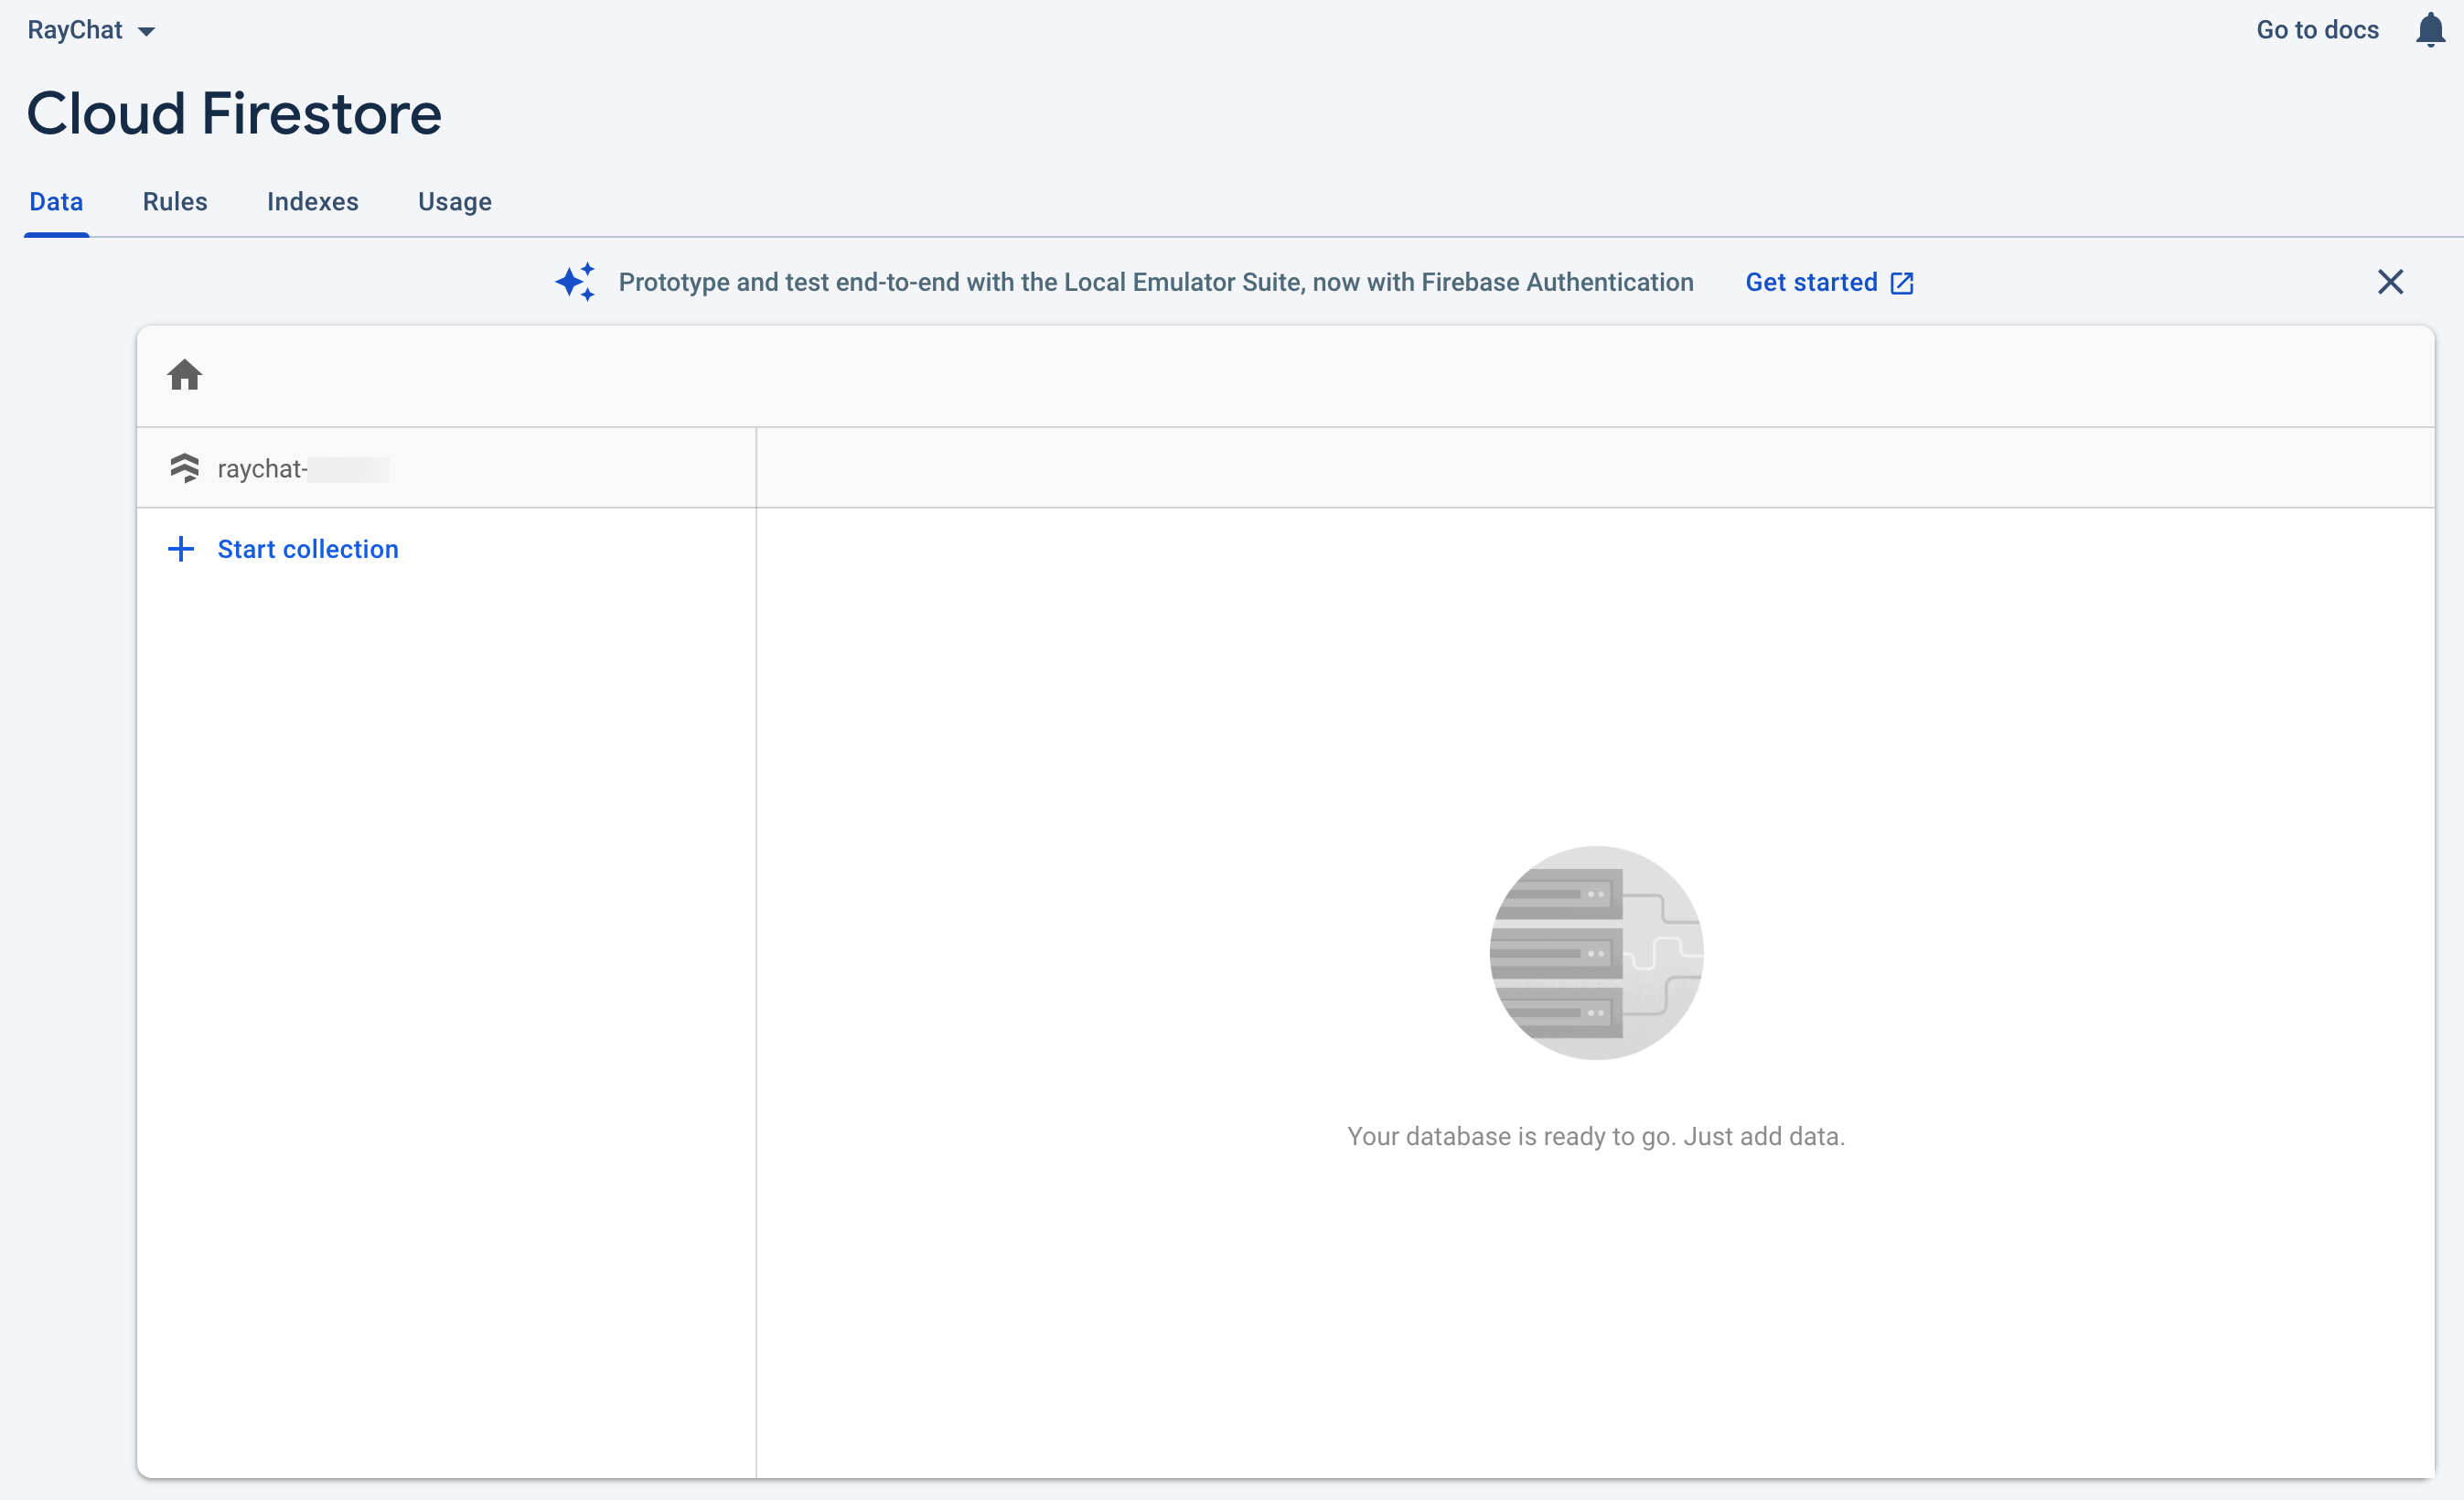 RayChat
Go to docs
Cloud Firestore
Data
Rules
Indexes
Usage
Prototype and test end-to-end with the Local Emulator Suite, now with Firebase Authentication
Get started
raychat-
Start collection
Your database is ready to go. Just add data.